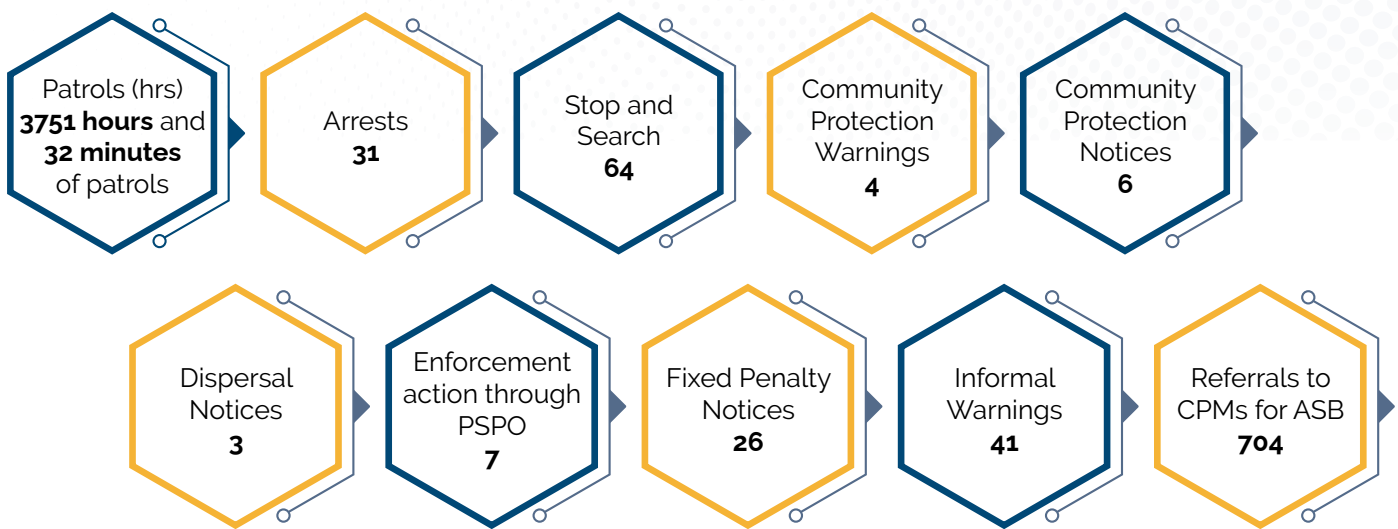 Patrols (hrs)
3751 hours and
32 minutes
of patrols
Arrests
31
Stop and
Search
64
Community
Protection
Warnings
4
Community
Protection
Notices
6
Dispersal
Notices
3
Enforcement
action through
PSPO
7
Fixed Penalty
Notices
26
Informal
Warnings
41
Referrals to
CPMs for ASB
704